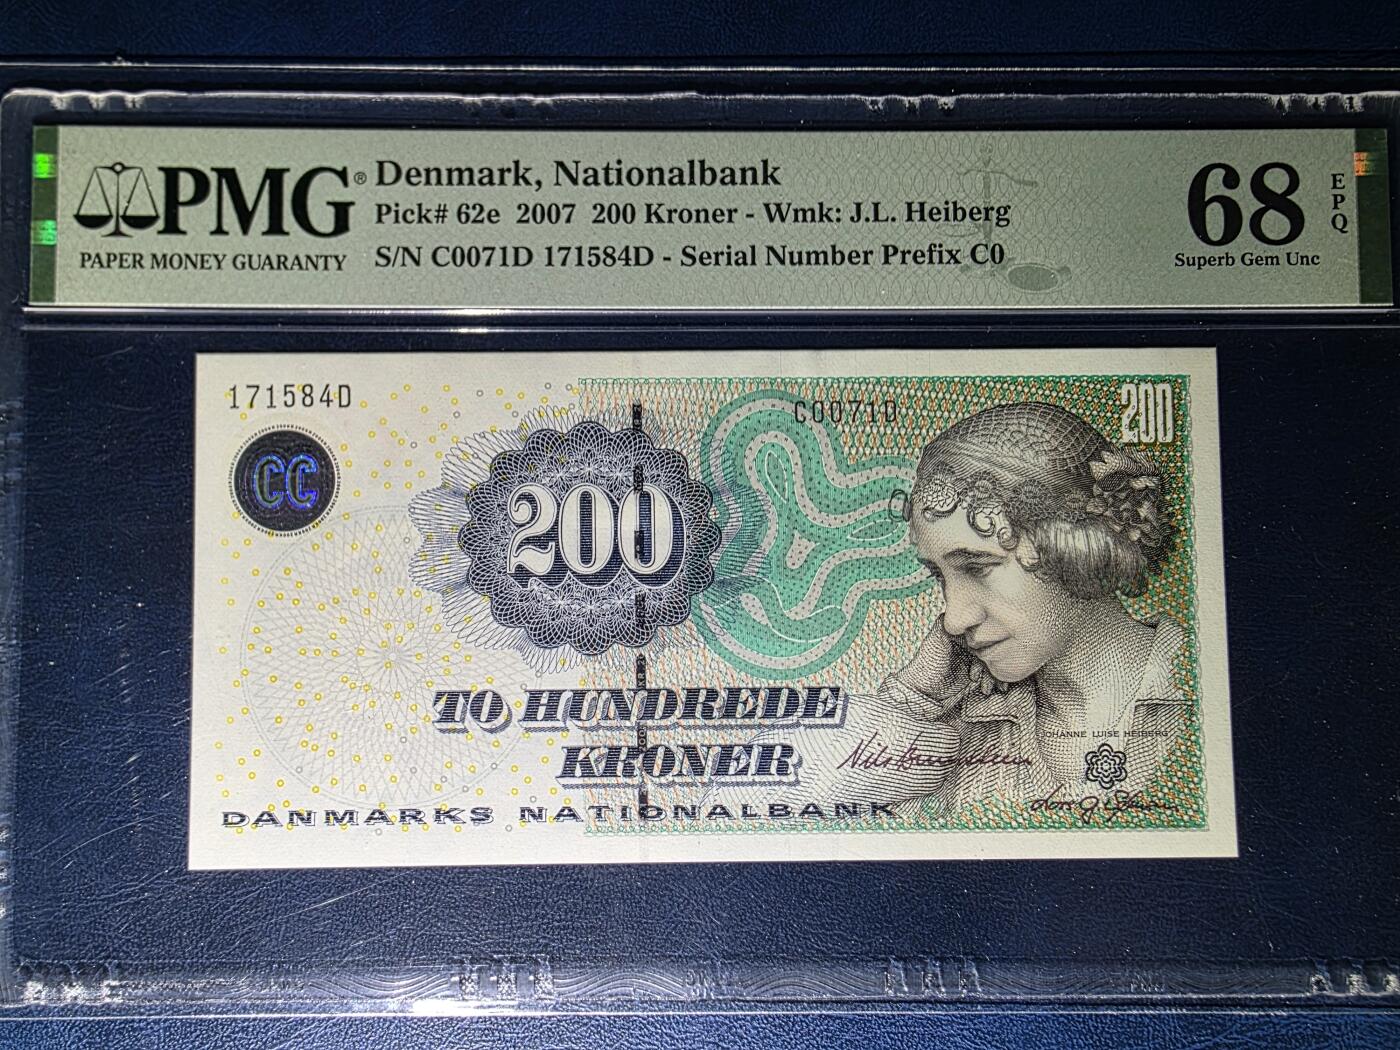 PMG®
PAPER MONEY GUARANTY
Denmark, Nationalbank
Pick# 62e 2007 200 Kroner - Wmk: J.L. Heiberg
S/N C0071D 171584D - Serial Number Prefix C0
68
EPQ
Superb Gem Unc
171584D
C0071D
200
CC
200
TO HUNDREDE
KRONER
JOHANNE LUISE HEIBERG
DANMARKS NATIONALBANK